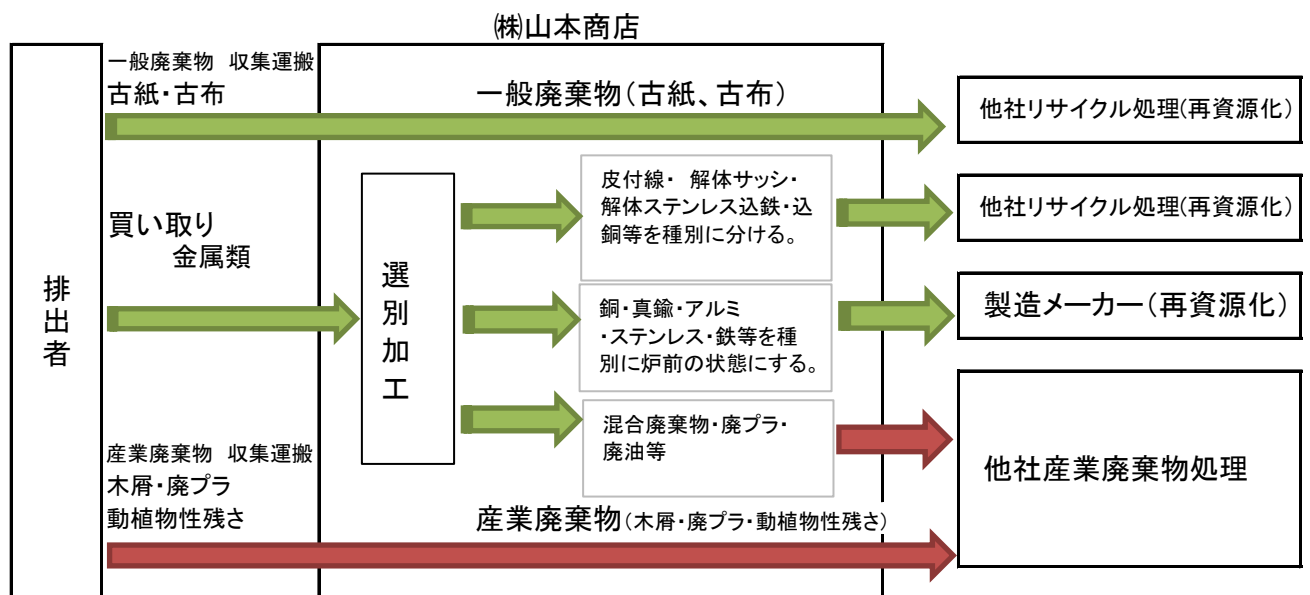 ㈱山本商店
一般廃棄物　収集運搬
古紙・古布
一般廃棄物（古紙、古布）
他社リサイクル処理(再資源化)
排出者
買い取り
金属類
選別加工
皮付線・　解体サッシ・
解体ステンレス込鉄・込
銅等を種別に分ける。
他社リサイクル処理(再資源化)
銅・真鍮・アルミ
・ステンレス・鉄等を種
別に炉前の状態にする。
製造メーカー（再資源化）
混合廃棄物・廃プラ・
廃油等
他社産業廃棄物処理
産業廃棄物　収集運搬
木屑・廃プラ
動植物性残さ
産業廃棄物（木屑・廃プラ・動植物性残さ）